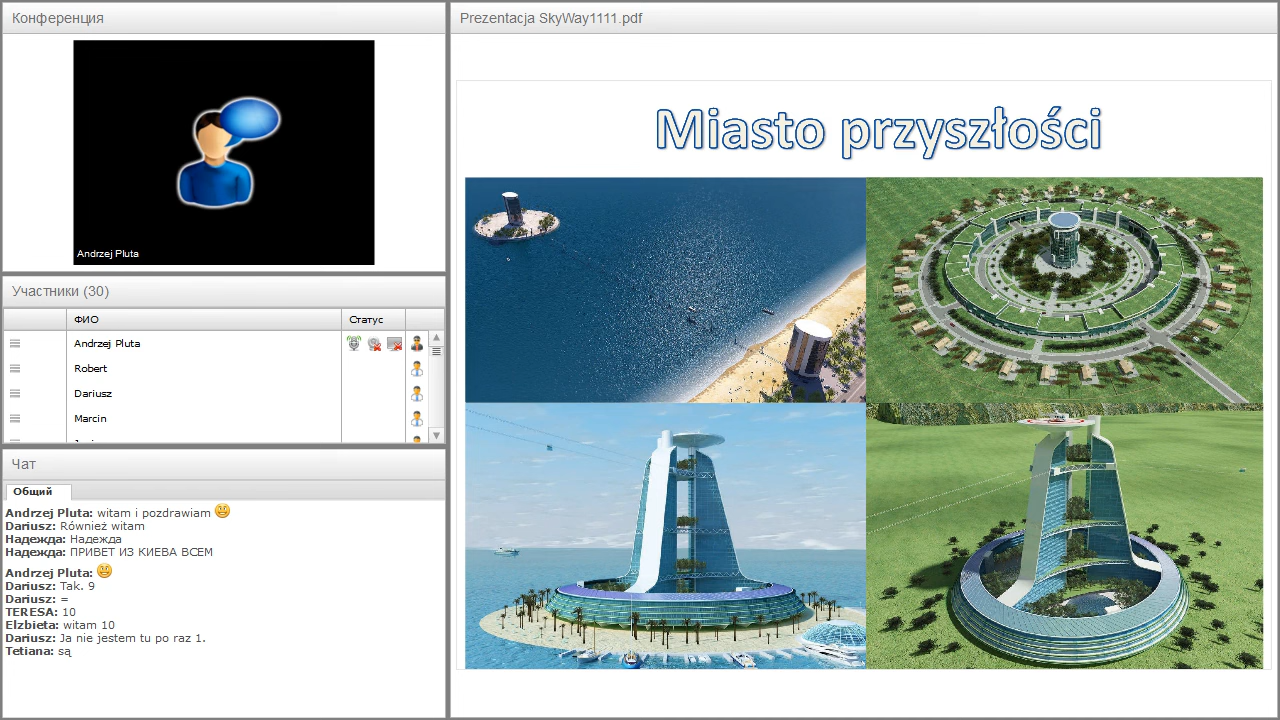 Конференция
Andrzej Pluta
Участники (30)
ФИО Статус
Andrzej Pluta
Robert
Dariusz
Marcin
Чат
Общий
Andrzej Pluta: witam i pozdrawiam
Dariusz: Również witam
Надежда: Надежда
Надежда: ПРИВЕТ ИЗ КИЕВА ВСЕМ
Andrzej Pluta:
Dariusz: Tak. 9
Dariusz: =
TERESA: 10
Elzbieta: witam 10
Dariusz: Ja nie jestem tu po raz 1.
Tetiana: są
Prezentacja SkyWay1111.pdf
Miasto przyszłości